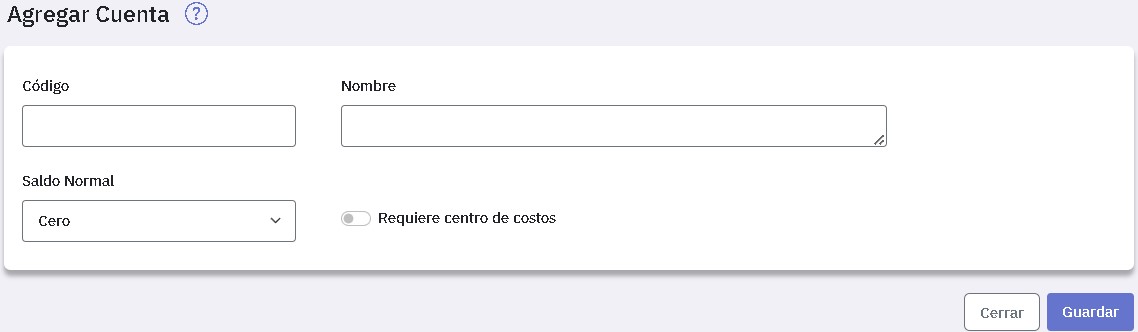 Agregar Cuenta ?
Código
Nombre
Saldo Normal
Cero
Requiere centro de costos
Cerrar
Guardar